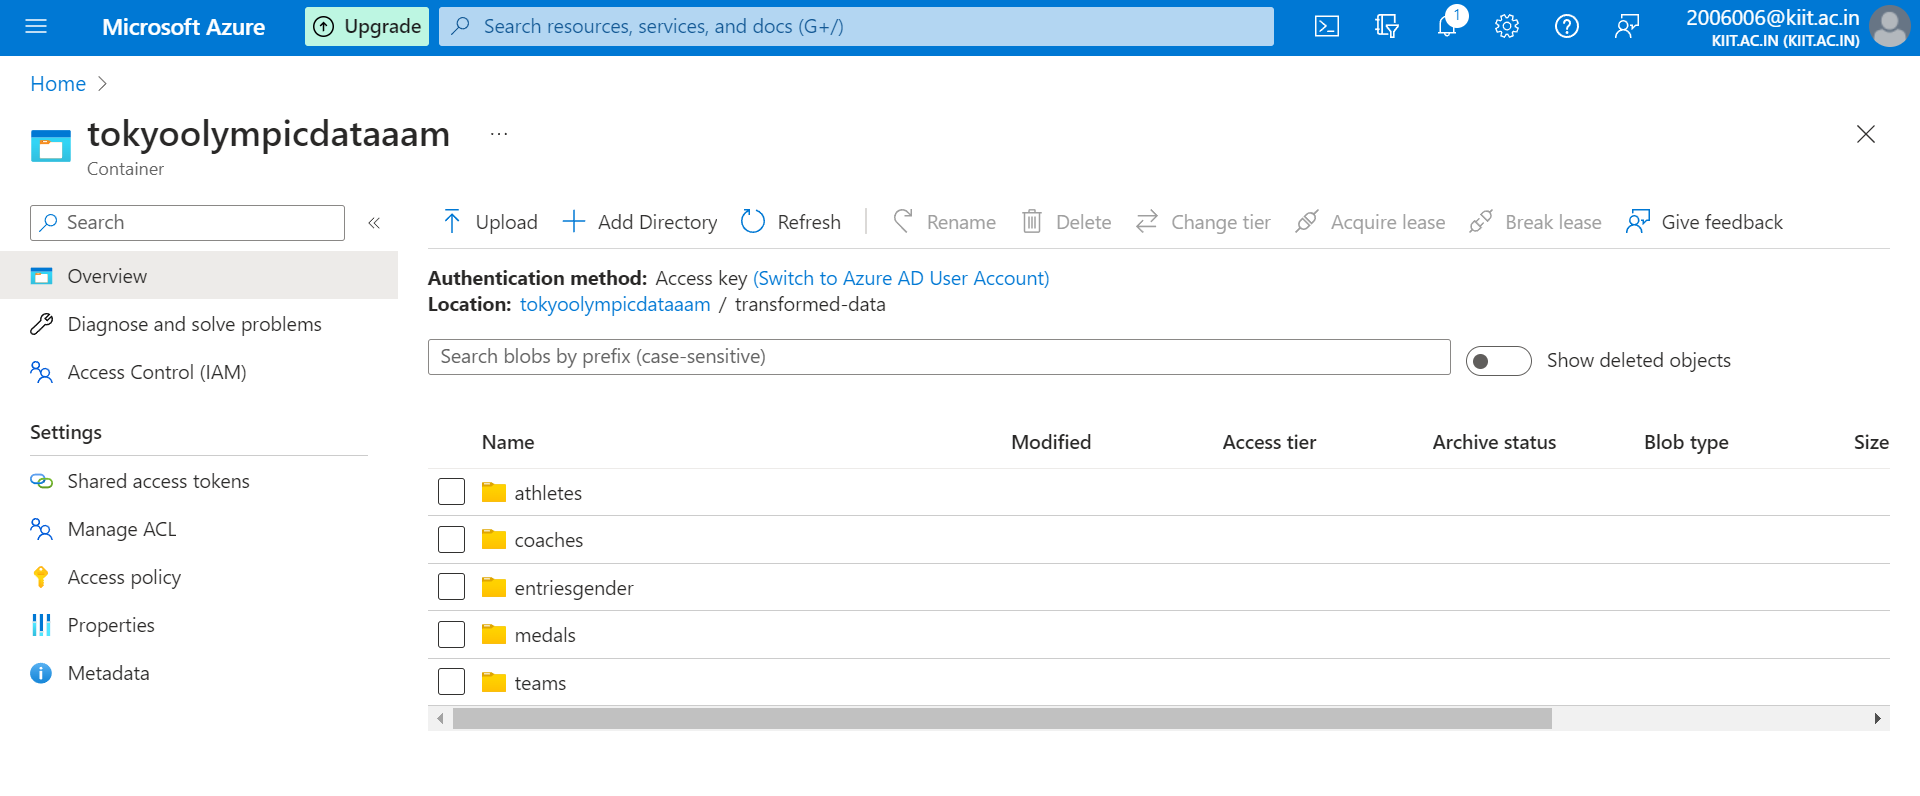 Microsoft Azure
Upgrade
Search resources, services, and docs (G+/)
1
2006006@kiit.ac.in
KIIT.AC.IN (KIIT.AC.IN)
Home
tokyoolympicdataaam
...
Container
Search
Upload
Add Directory
Refresh
Rename
Delete
Change tier
Acquire lease
Break lease
Give feedback
Overview
Diagnose and solve problems
Access Control (IAM)
Settings
Shared access tokens
Manage ACL
Access policy
Properties
Metadata
Authentication method: Access key (Switch to Azure AD User Account)
Location: tokyoolympicdataaam / transformed-data
Search blobs by prefix (case-sensitive)
Show deleted objects
Name Modified Access tier Archive status Blob type Size
athletes
coaches
entriesgender
medals
teams